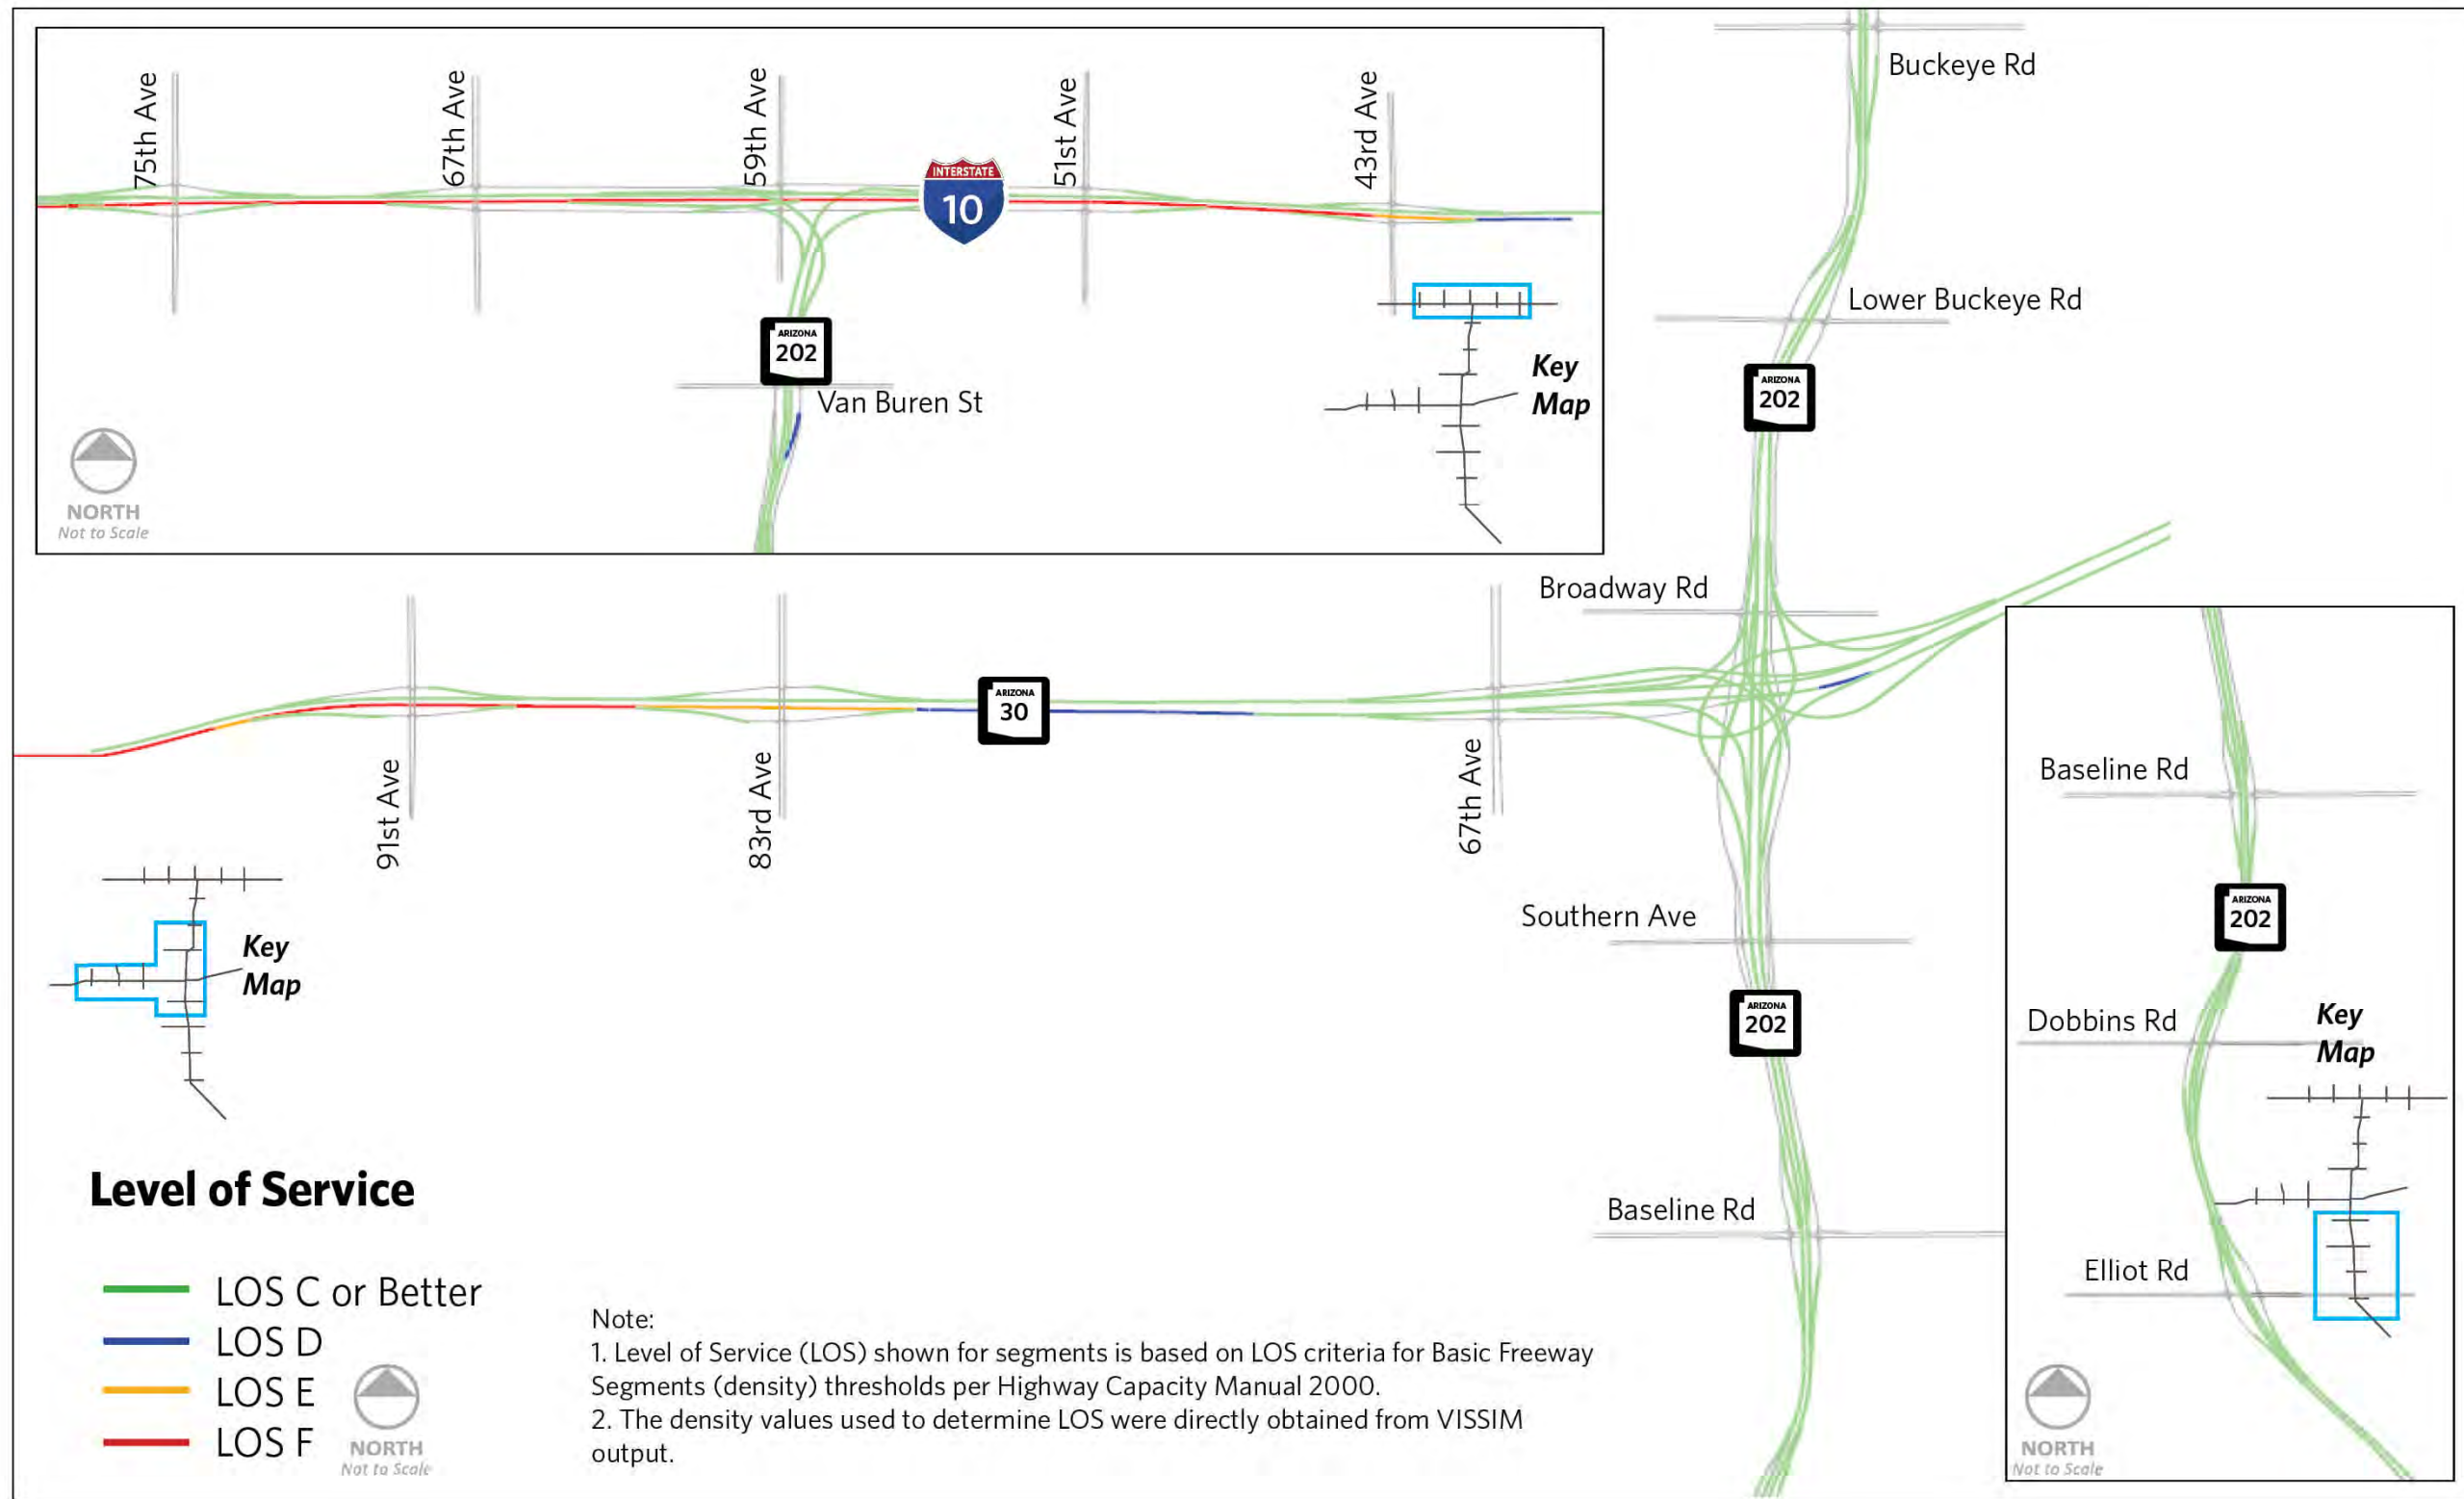 75th Ave
67th Ave
59th Ave
51st Ave
43rd Ave
INTERSTATE
10
ARIZONA
202
Van Buren St
Key
Map
NORTH
Not to Scale
Buckeye Rd
Lower Buckeye Rd
ARIZONA
202
Broadway Rd
91st Ave
83rd Ave
ARIZONA
30
67th Ave
Southern Ave
ARIZONA
202
Baseline Rd
Key
Map
Baseline Rd
ARIZONA
202
Dobbins Rd
Key
Map
Elliot Rd
NORTH
Not to Scale
Level of Service
LOS C or Better
LOS D
LOS E
LOS F
NORTH
Not to Scale
Note:
1. Level of Service (LOS) shown for segments is based on LOS criteria for Basic Freeway
Segments (density) thresholds per Highway Capacity Manual 2000.
2. The density values used to determine LOS were directly obtained from VISSIM
output.